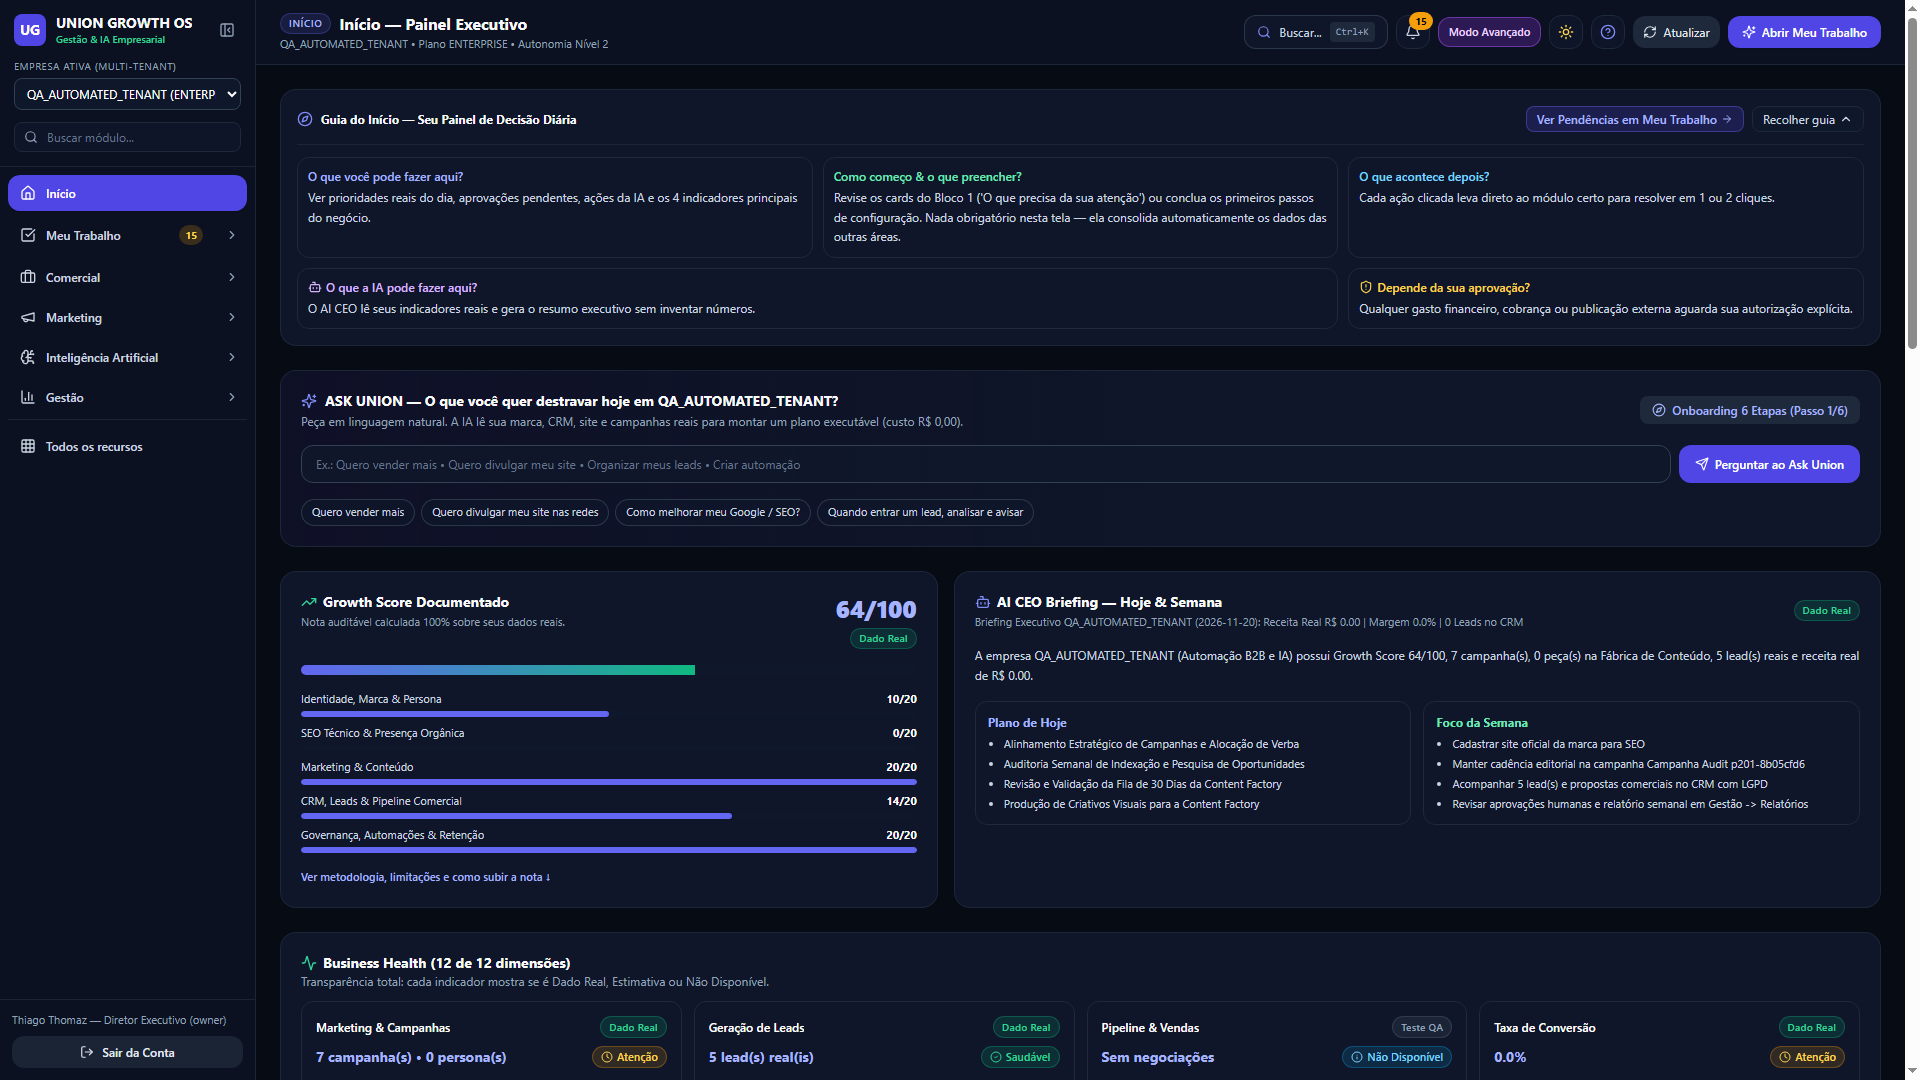 UG
UNION GROWTH OS
Gestão & IA Empresarial
EMPRESA ATIVA (MULTI-TENANT)
QA_AUTOMATED_TENANT (ENTERP
Buscar módulo...
Início
Meu Trabalho
15
Comercial
Marketing
Inteligência Artificial
Gestão
Todos os recursos
Thiago Thomaz — Diretor Executivo (owner)
Sair da Conta
INÍCIO
Início — Painel Executivo
QA_AUTOMATED_TENANT • Plano ENTERPRISE • Autonomia Nível 2
Buscar...
Ctrl+K
15
Modo Avançado
Atualizar
Abrir Meu Trabalho
Guia do Início — Seu Painel de Decisão Diária
Ver Pendências em Meu Trabalho
Recolher guia
O que você pode fazer aqui?
Ver prioridades reais do dia, aprovações pendentes, ações da IA e os 4 indicadores principais
do negócio.
Como começo & o que preencher?
Revise os cards do Bloco 1 ('O que precisa da sua atenção') ou conclua os primeiros passos
de configuração. Nada obrigatório nesta tela — ela consolida automaticamente os dados das
outras áreas.
O que acontece depois?
Cada ação clicada leva direto ao módulo certo para resolver em 1 ou 2 cliques.
O que a IA pode fazer aqui?
O AI CEO lê seus indicadores reais e gera o resumo executivo sem inventar números.
Depende da sua aprovação?
Qualquer gasto financeiro, cobrança ou publicação externa aguarda sua autorização explícita.
ASK UNION — O que você quer destravar hoje em QA_AUTOMATED_TENANT?
Peça em linguagem natural. A IA lê sua marca, CRM, site e campanhas reais para montar um plano executável (custo R$ 0,00).
Onboarding 6 Etapas (Passo 1/6)
Ex.: Quero vender mais • Quero divulgar meu site • Organizar meus leads • Criar automação
Perguntar ao Ask Union
Quero vender mais
Quero divulgar meu site nas redes
Como melhorar meu Google / SEO?
Quando entrar um lead, analisar e avisar
Growth Score Documentado
Nota auditável calculada 100% sobre seus dados reais.
64/100
Dado Real
Identidade, Marca & Persona
10/20
SEO Técnico & Presença Orgânica
0/20
Marketing & Conteúdo
20/20
CRM, Leads & Pipeline Comercial
14/20
Governança, Automações & Retenção
20/20
Ver metodologia, limitações e como subir a nota ↓
AI CEO Briefing — Hoje & Semana
Briefing Executivo QA_AUTOMATED_TENANT (2026-11-20): Receita Real R$ 0.00 | Margem 0.0% | 0 Leads no CRM
Dado Real
A empresa QA_AUTOMATED_TENANT (Automação B2B e IA) possui Growth Score 64/100, 7 campanha(s), 0 peça(s) na Fábrica de Conteúdo, 5 lead(s) reais e receita real
de R$ 0.00.
Plano de Hoje
• Alinhamento Estratégico de Campanhas e Alocação de Verba
• Auditoria Semanal de Indexação e Pesquisa de Oportunidades
• Revisão e Validação da Fila de 30 Dias da Content Factory
• Produção de Criativos Visuais para a Content Factory
Foco da Semana
• Cadastrar site oficial da marca para SEO
• Manter cadência editorial na campanha Campanha Audit p201-8b05cfd6
• Acompanhar 5 lead(s) e propostas comerciais no CRM com LGPD
• Revisar aprovações humanas e relatório semanal em Gestão -> Relatórios
Business Health (12 de 12 dimensões)
Transparência total: cada indicador mostra se é Dado Real, Estimativa ou Não Disponível.
Marketing & Campanhas
Dado Real
7 campanha(s) • 0 persona(s)
Atenção
Geração de Leads
Dado Real
5 lead(s) real(is)
Saudável
Pipeline & Vendas
Teste QA
Sem negociações
Não Disponível
Taxa de Conversão
Dado Real
0.0%
Atenção